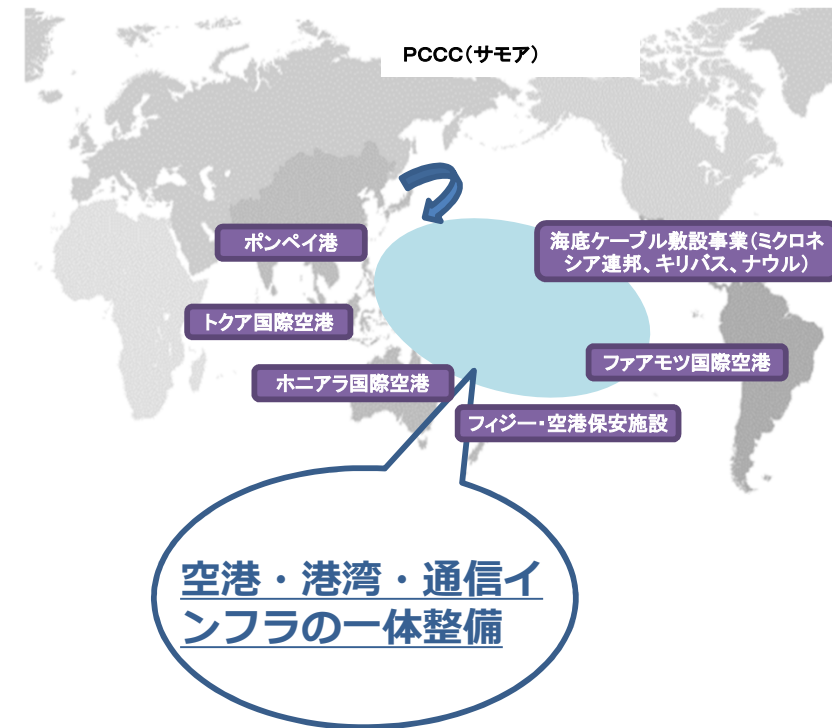 PCCC(サモア)
ポンペイ港
海底ケーブル敷設事業(ミクロネ
シア連邦、キリバス、ナウル)
トクア国際空港
ファアモツ国際空港
ホニアラ国際空港
フィジー・空港保安施設
空港・港湾・通信イ
ンフラの一体整備